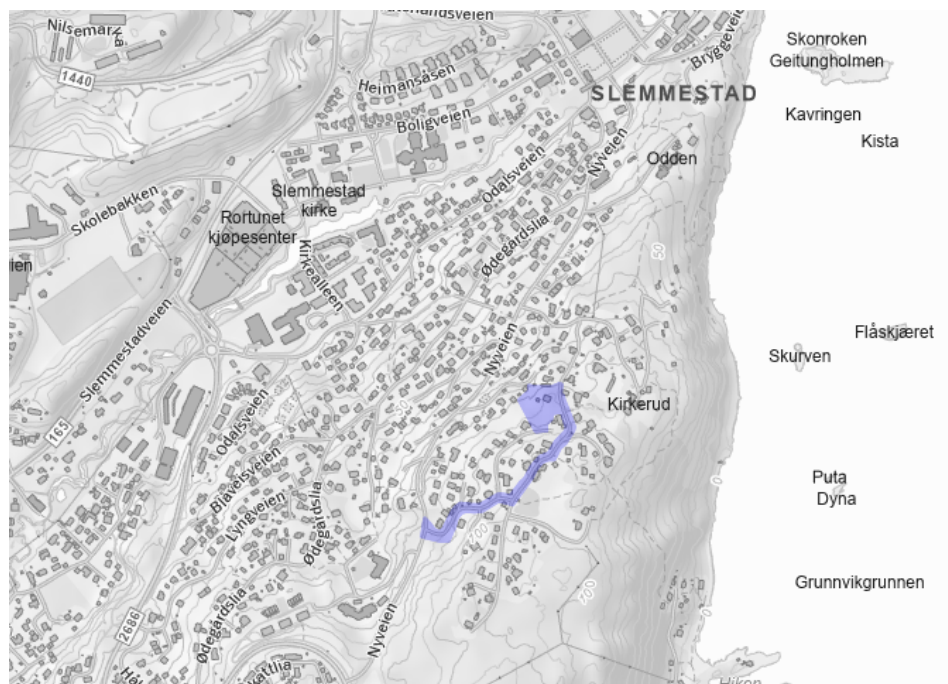 Nilsemarka
1440
Heimansåsen
Boligveien
Bryggeveien
SLEMMESTAD
Skonroken
Geitungholmen
Kavringen
Kista
Odden
Nyveien
Odalsveien
Skolebakken
Slemmestad
kirke
Rortunet
kjøpesenter
Kirkealleen
Ødegårdslia
50
Slemmestadveien
Nyveien
Flåskjæret
Skurven
Kirkerud
165
Odalsveien
50
Blåveisveien
Lyngveien
Ødegårdslia
100
100
0
Puta
Dyna
Grunnvikgrunnen
0
2686
Ødegårdslia
Nyveien